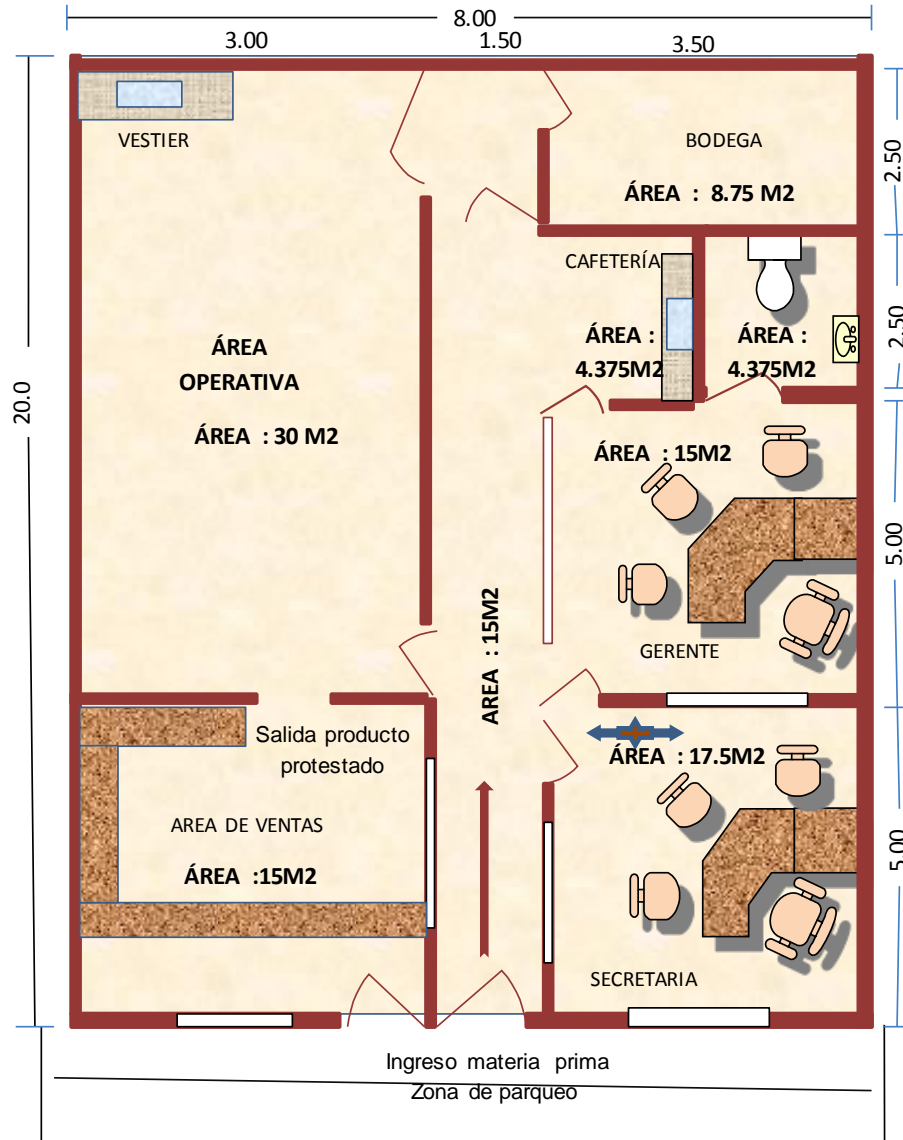 8.00
3.00
1.50
3.50
VESTIER
BODEGA
ÁREA : 8.75 M2
2.50
CAFETERÍA
ÁREA :
4.375M2
ÁREA :
4.375M2
2.50
ÁREA
OPERATIVA
ÁREA : 30 M2
20.0
ÁREA : 15M2
GERENTE
5.00
AREA : 15M2
Salida producto
protestado
AREA DE VENTAS
ÁREA :15M2
ÁREA : 17.5M2
SECRETARIA
5.00
Ingreso materia prima
Zona de parqueo